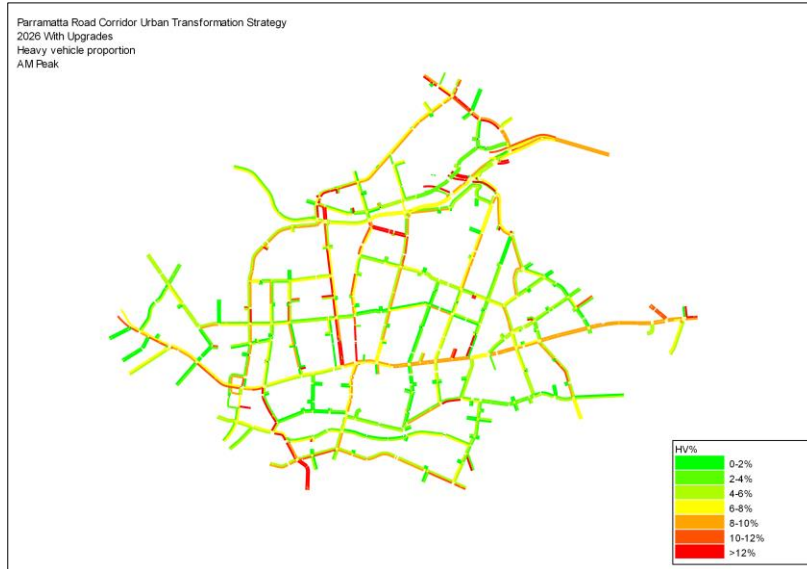 Parramatta Road Corridor Urban Transformation Strategy
2026 With Upgrades
Heavy vehicle proportion
AM Peak
HV%
0-2%
2-4%
4-6%
6-8%
8-10%
10-12%
>12%